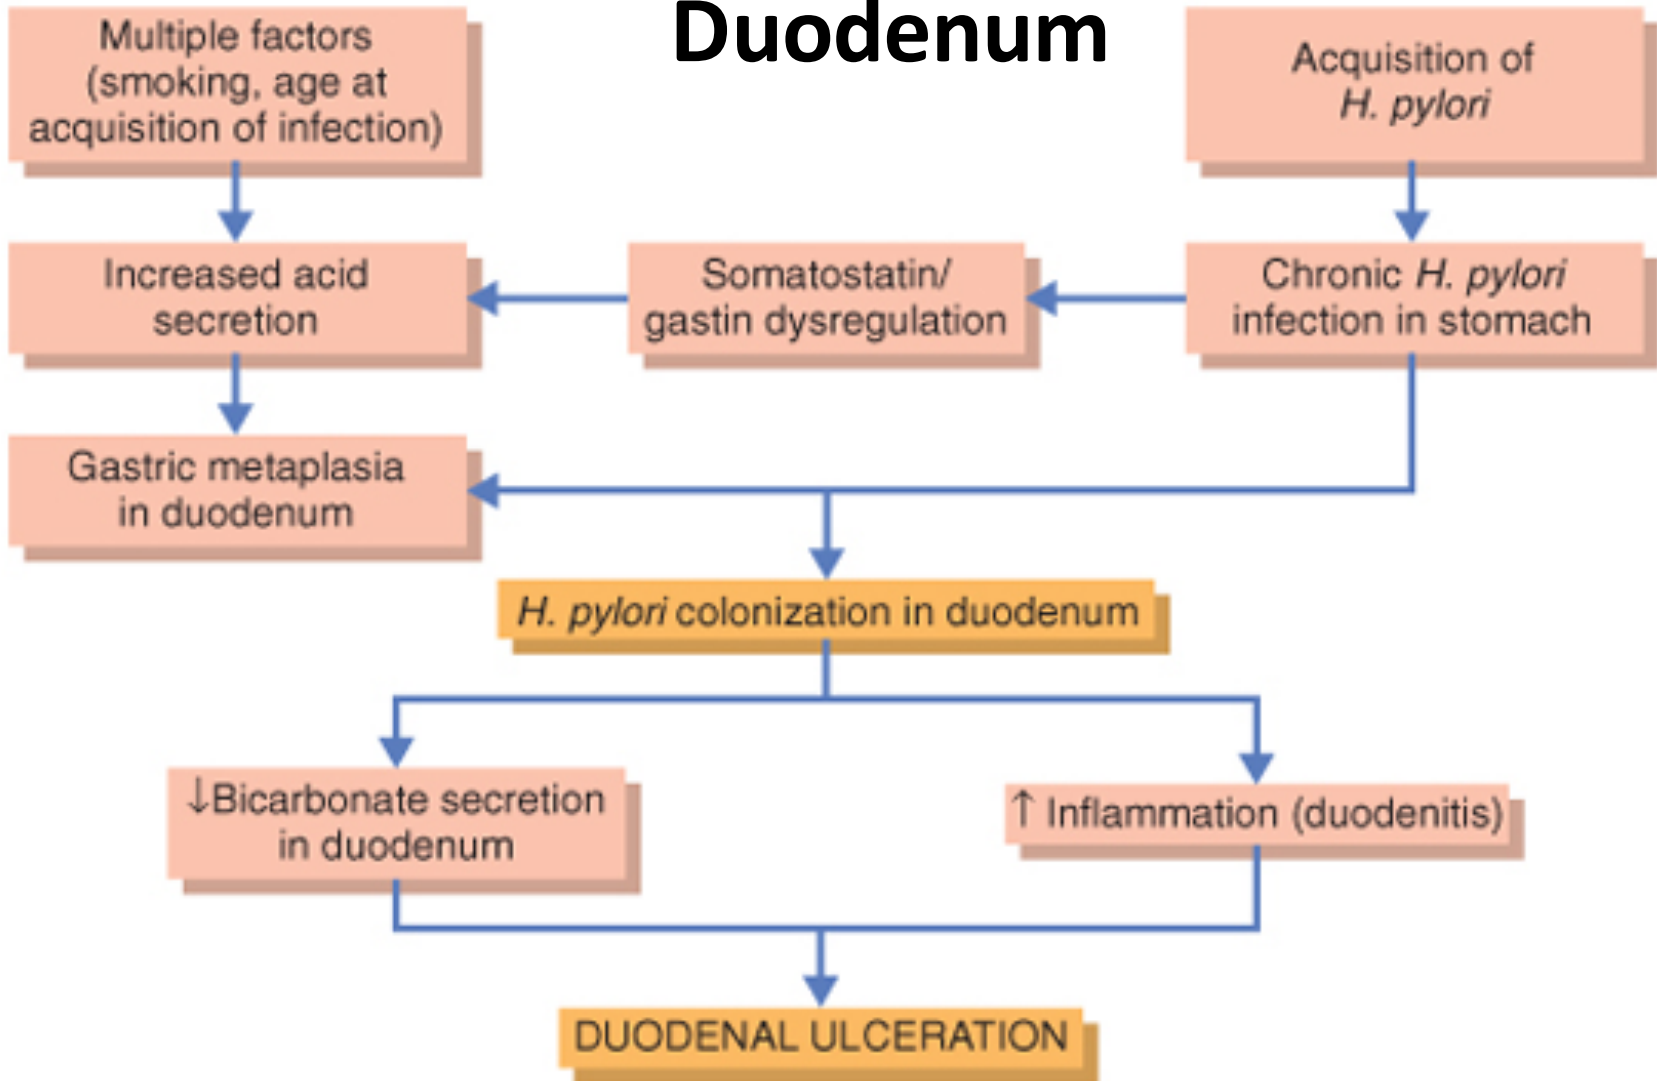 Duodenum
Multiple factors
(smoking, age at
acquisition of infection)
Acquisition of
H. pylori
Increased acid
secretion
Somatostatin/
gastin dysregulation
Chronic H. pylori
infection in stomach
Gastric metaplasia
in duodenum
H. pylori colonization in duodenum
↓Bicarbonate secretion
in duodenum
↑ Inflammation (duodenitis)
DUODENAL ULCERATION